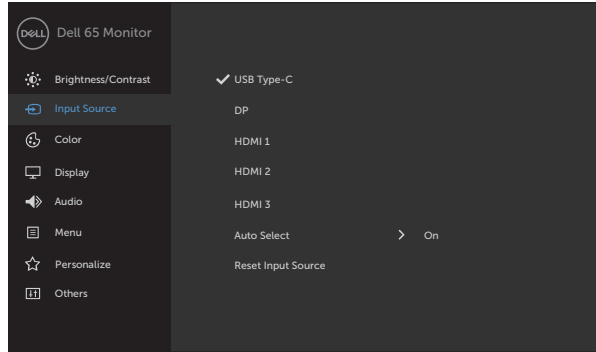 DELL Dell 65 Monitor
Brightness/Contrast
USB Type-C
Input Source
DP
Color
HDMI 1
Display
HDMI 2
Audio
HDMI 3
Menu
Auto Select > On
Personalize
Reset Input Source
Others